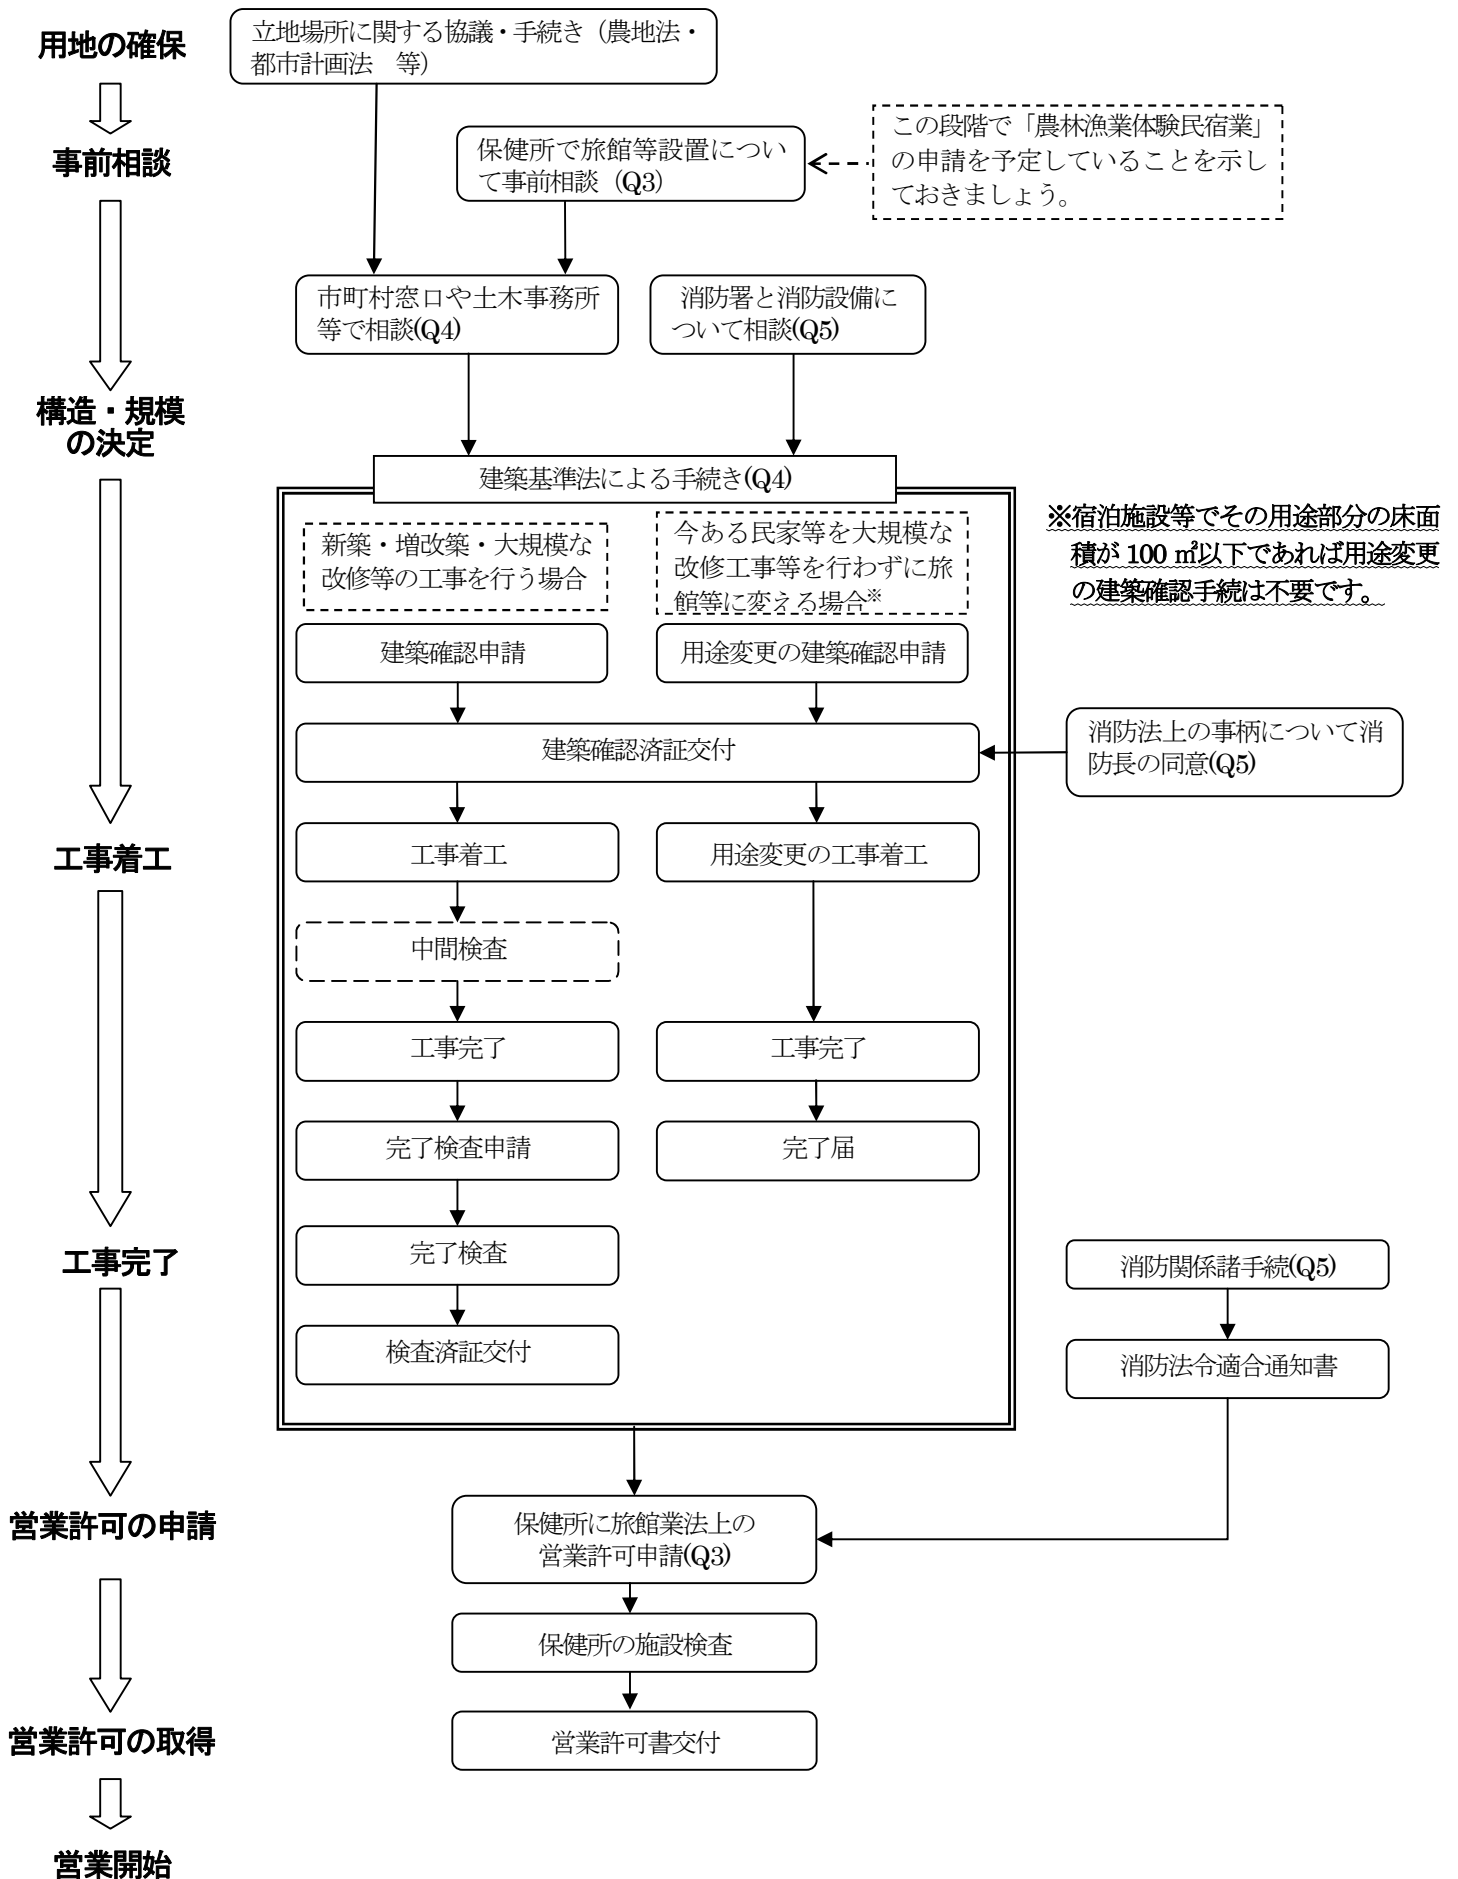 用地の確保
立地場所に関する協議・手続き（農地法・
都市計画法　等）
事前相談
保健所で旅館等設置につい
て事前相談（Q3）
この段階で「農林漁業体験民宿業」
の申請を予定していることを示し
ておきましょう。
市町村窓口や土木事務所
等で相談(Q4)
消防署と消防設備に
ついて相談(Q5)
構造・規模
の決定
建築基準法による手続き(Q4)
新築・増改築・大規模な
改修等の工事を行う場合
今ある民家等を大規模な
改修工事等を行わずに旅
館等に変える場合※
※宿泊施設等でその用途部分の床面
積が 100 ㎡以下であれば用途変更
の建築確認手続は不要です。
建築確認申請
用途変更の建築確認申請
建築確認済証交付
消防法上の事柄について消
防長の同意(Q5)
工事着工
工事着工
用途変更の工事着工
中間検査
工事完了
工事完了
完了検査申請
完了届
工事完了
完了検査
検査済証交付
消防関係諸手続(Q5)
消防法令適合通知書
営業許可の申請
保健所に旅館業法上の
営業許可申請(Q3)
保健所の施設検査
営業許可の取得
営業許可書交付
営業開始